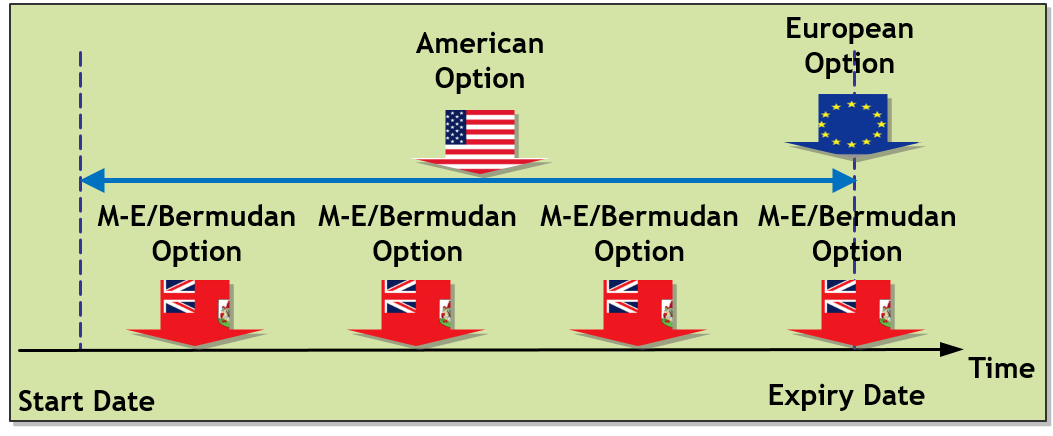 American
Option
European
Option
M-E/Bermudan
Option
M-E/Bermudan
Option
M-E/Bermudan
Option
M-E/Bermudan
Option
Time
Start Date
Expiry Date